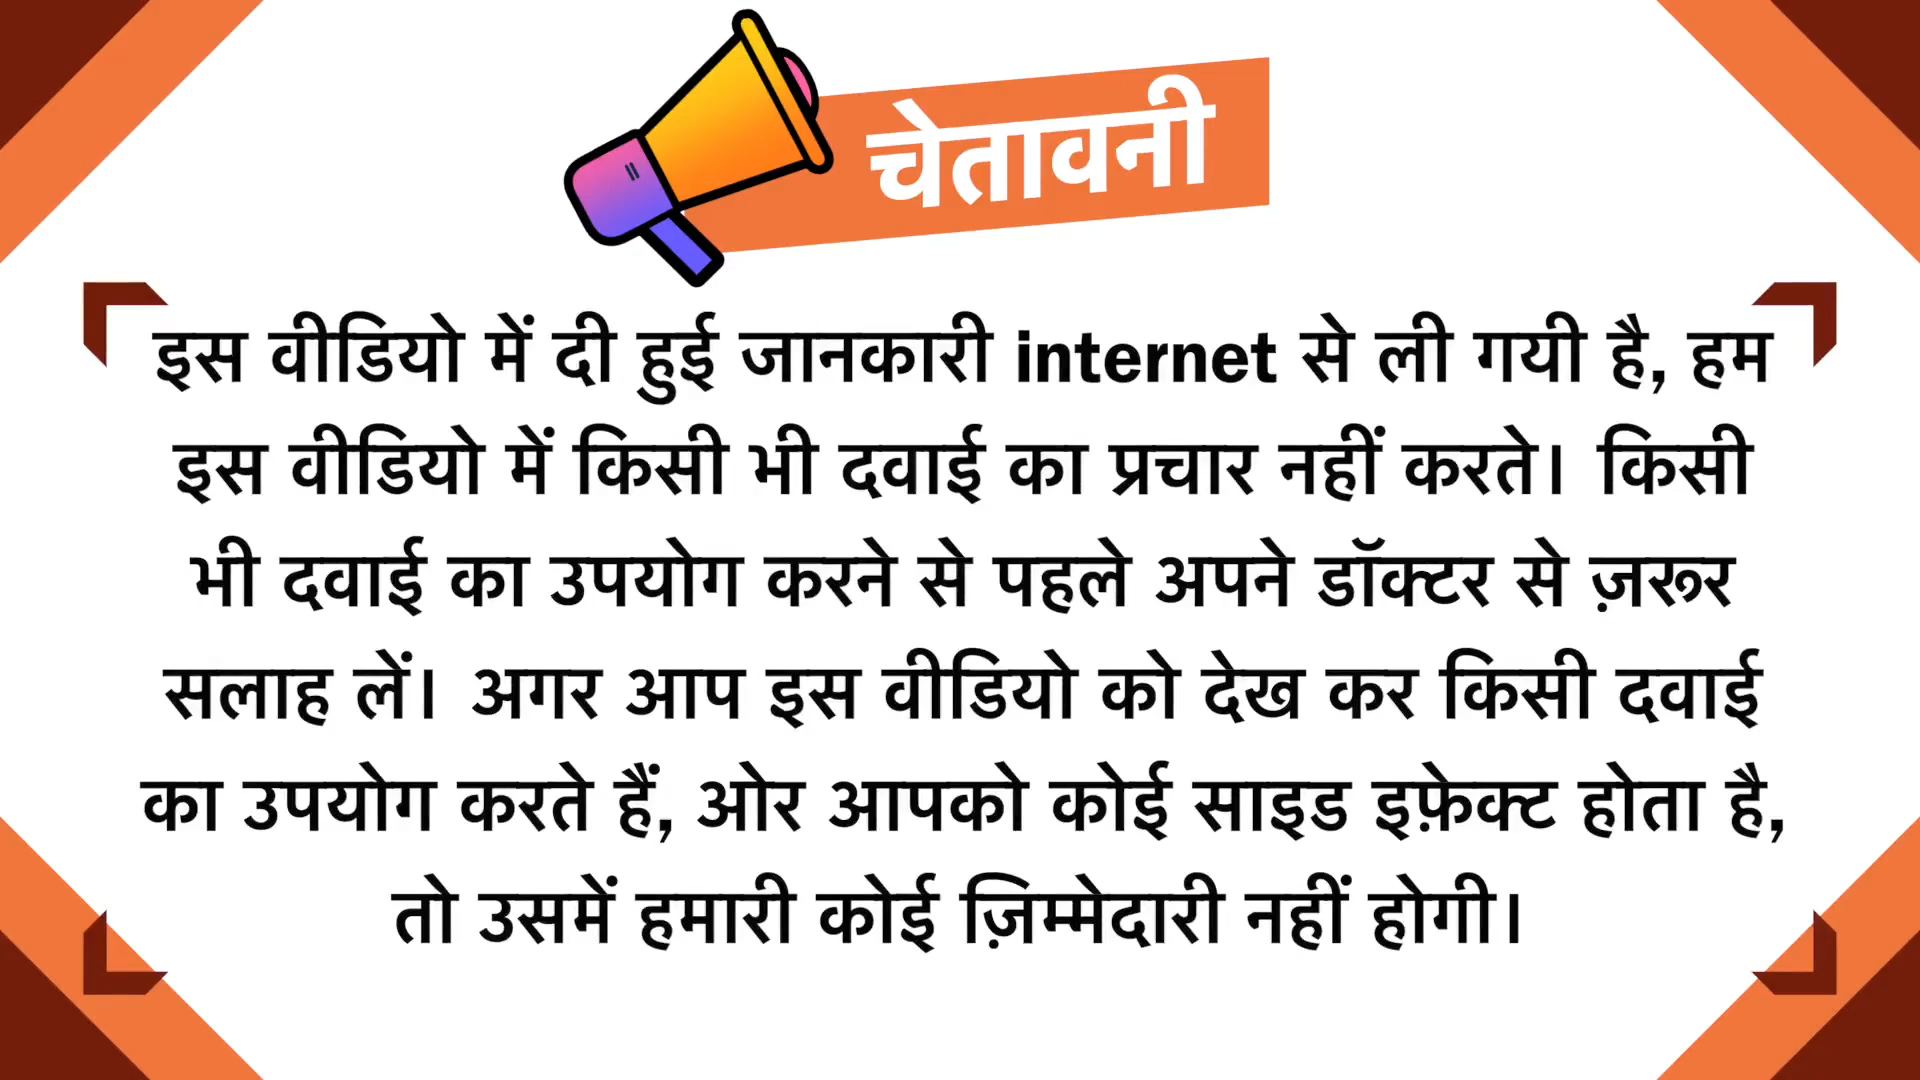 चेतावनी
इस वीडियो में दी हुई जानकारी internet से ली गयी है, हम
इस वीडियो में किसी भी दवाई का प्रचार नहीं करते। किसी
भी दवाई का उपयोग करने से पहले अपने डॉक्टर से ज़रूर
सलाह लें। अगर आप इस वीडियो को देख कर किसी दवाई
का उपयोग करते हैं, ओर आपको कोई साइड इफ़ेक्ट होता है,
तो उसमें हमारी कोई ज़िम्मेदारी नहीं होगी।